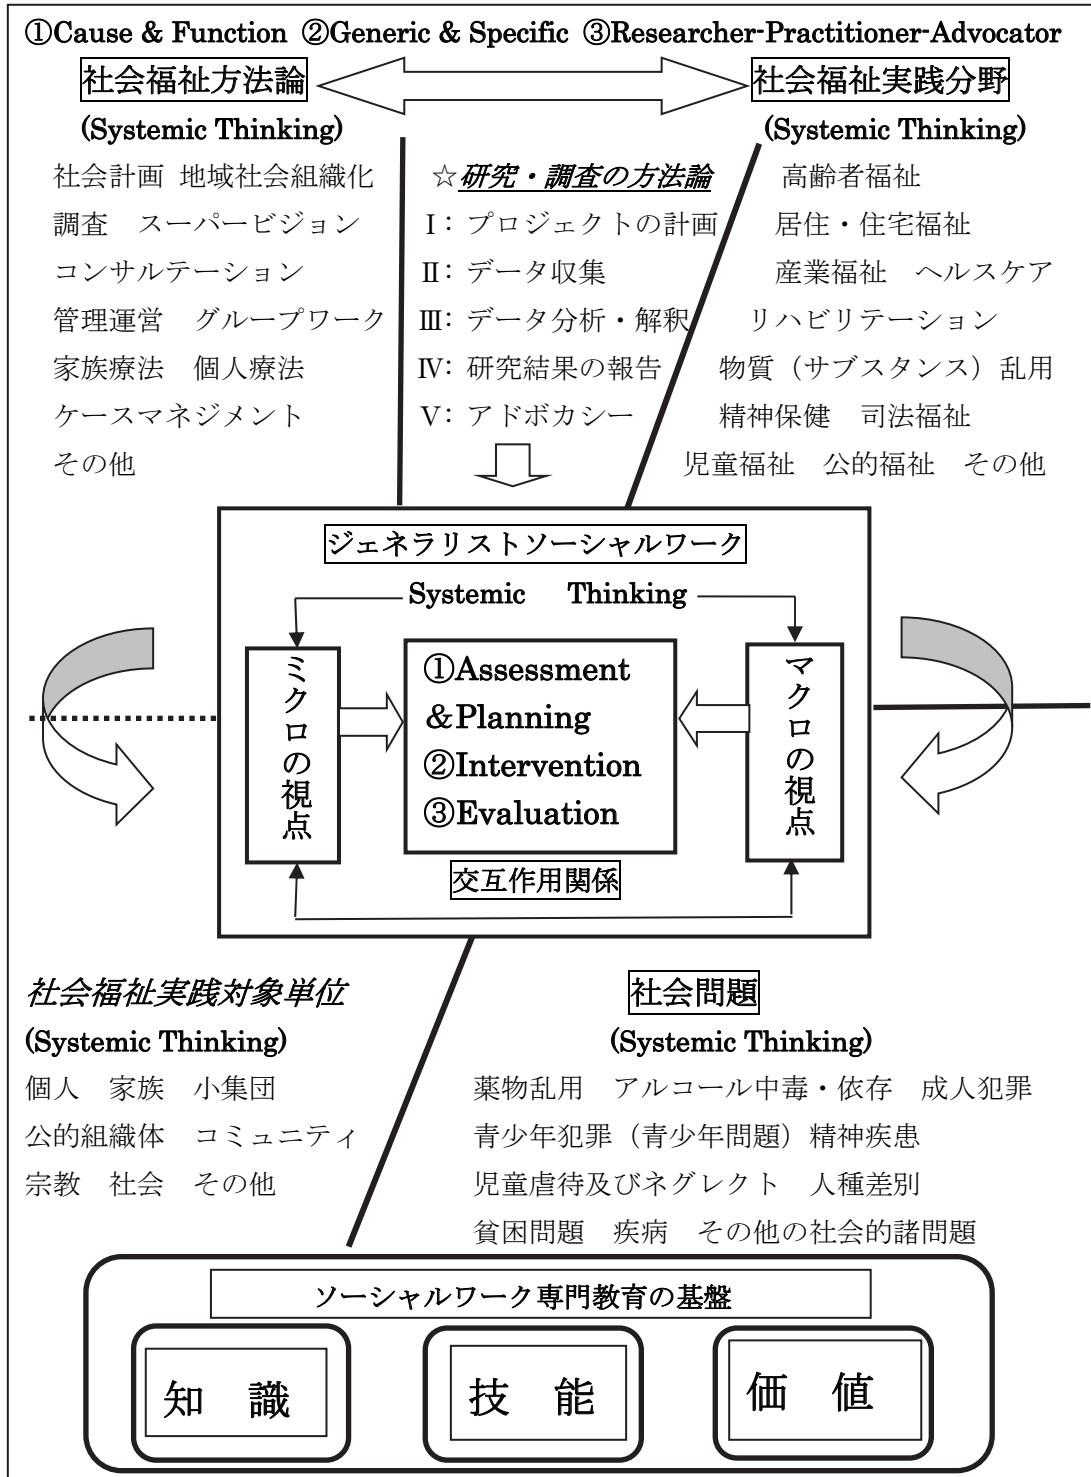 ①Cause & Function ②Generic & Specific ③Researcher-Practitioner-Advocator
社会福祉方法論
(Systemic Thinking)
社会計画 地域社会組織化
調査 スーパービジョン
コンサルテーション
管理運営 グループワーク
家族療法 個人療法
ケースマネジメント
その他
☆研究・調査の方法論
Ⅰ：プロジェクトの計画
Ⅱ：データ収集
Ⅲ：データ分析・解釈
Ⅳ：研究結果の報告
Ⅴ：アドボカシー
社会福祉実践分野
(Systemic Thinking)
高齢者福祉
居住・住宅福祉
産業福祉 ヘルスケア
リハビリテーション
物質（サブスタンス）乱用
精神保健 司法福祉
児童福祉 公的福祉 その他
ジェネラリストソーシャルワーク
Systemic Thinking
ミクロの視点
①Assessment
＆Planning
②Intervention
③Evaluation
マクロの視点
交互作用関係
社会福祉実践対象単位
(Systemic Thinking)
個人 家族 小集団
公的組織体 コミュニティ
宗教 社会 その他
社会問題
(Systemic Thinking)
薬物乱用 アルコール中毒・依存 成人犯罪
青少年犯罪（青少年問題）精神疾患
児童虐待及びネグレクト 人種差別
貧困問題 疾病 その他の社会的諸問題
ソーシャルワーク専門教育の基盤
知 識
技 能
価 値